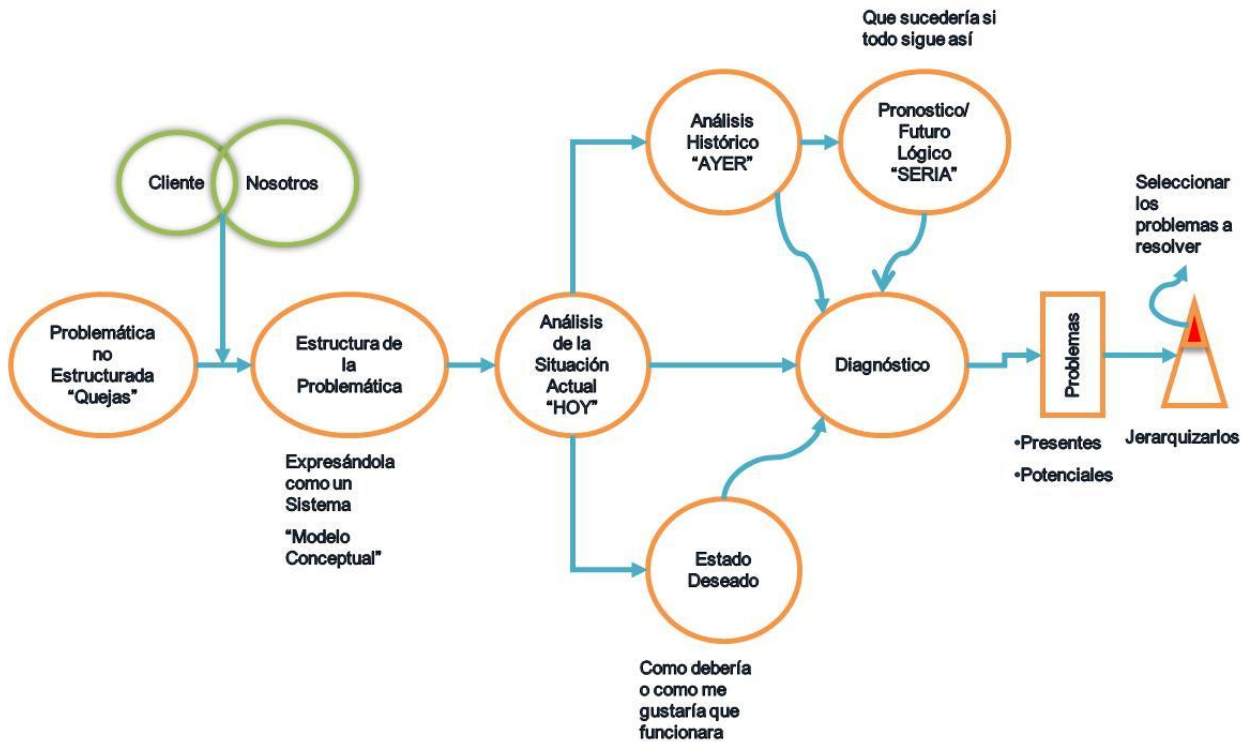 Que sucedería si
todo sigue así
Análisis
Histórico
“AYER”
Pronostico/
Futuro
Lógico
“SERIA”
Cliente
Nosotros
Seleccionar
los
problemas a
resolver
Problemática
no
Estructurada
“Quejas”
Estructura de
la
Problemática
Análisis
de la
Situación
Actual
“HOY”
Diagnóstico
Problemas
Expresándola
como un
Sistema
“Modelo
Conceptual”
•Presentes
•Potenciales
Jerarquizarlos
Estado
Deseado
Como debería
o como me
gustaría que
funcionara